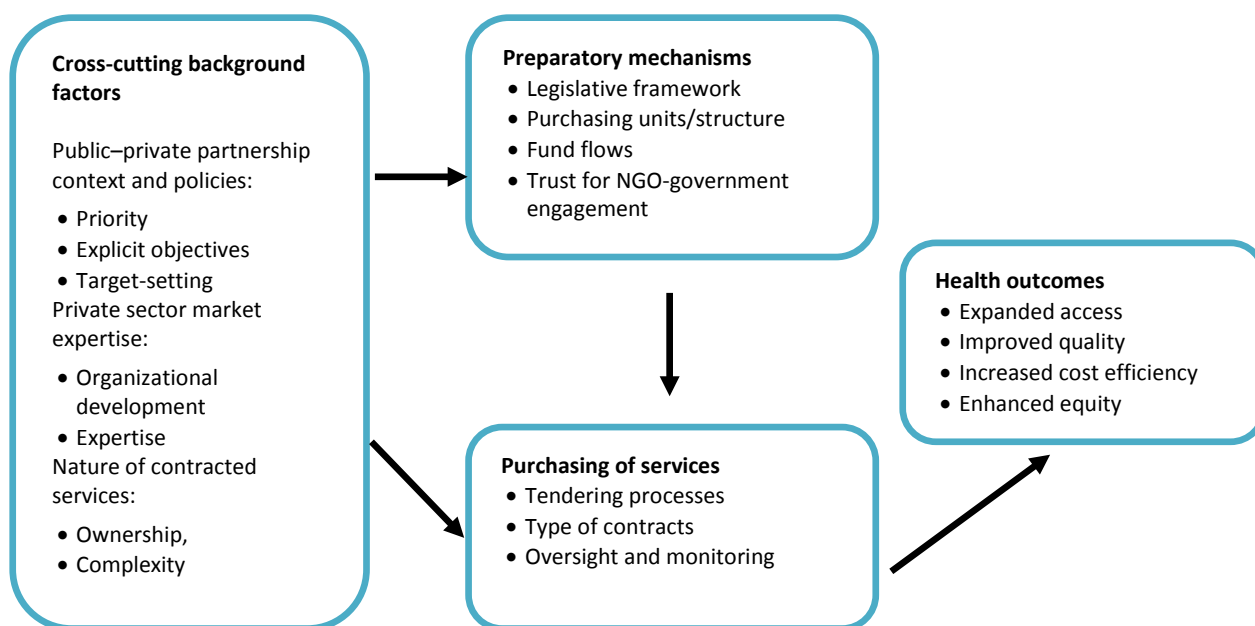 Cross-cutting background
factors
Public–private partnership
context and policies:
• Priority
• Explicit objectives
• Target-setting
Private sector market
expertise:
• Organizational
development
• Expertise
Nature of contracted
services:
• Ownership,
• Complexity
Preparatory mechanisms
• Legislative framework
• Purchasing units/structure
• Fund flows
• Trust for NGO-government
engagement
Purchasing of services
• Tendering processes
• Type of contracts
• Oversight and monitoring
Health outcomes
• Expanded access
• Improved quality
• Increased cost efficiency
• Enhanced equity